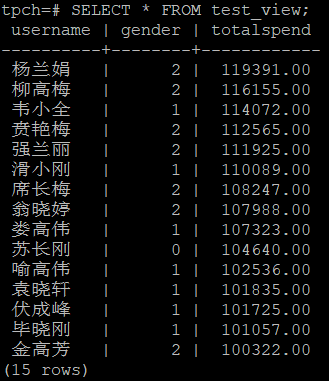 tpch=# SELECT * FROM test_view;
 username | gender | totalspend
----------+--------+------------
 杨兰娟   |      2 |  119391.00
 柳高梅   |      2 |  116155.00
 韦小全   |      1 |  114072.00
 贲艳梅   |      2 |  112565.00
 强兰丽   |      2 |  111925.00
 滑小刚   |      1 |  110089.00
 席长梅   |      2 |  108247.00
 翁晓婷   |      2 |  107988.00
 娄高伟   |      1 |  107323.00
 苏长刚   |      0 |  104640.00
 喻高伟   |      1 |  102536.00
 袁晓轩   |      1 |  101835.00
 伏成峰   |      1 |  101725.00
 毕晓刚   |      1 |  101057.00
 金高芳   |      2 |  100322.00
(15 rows)